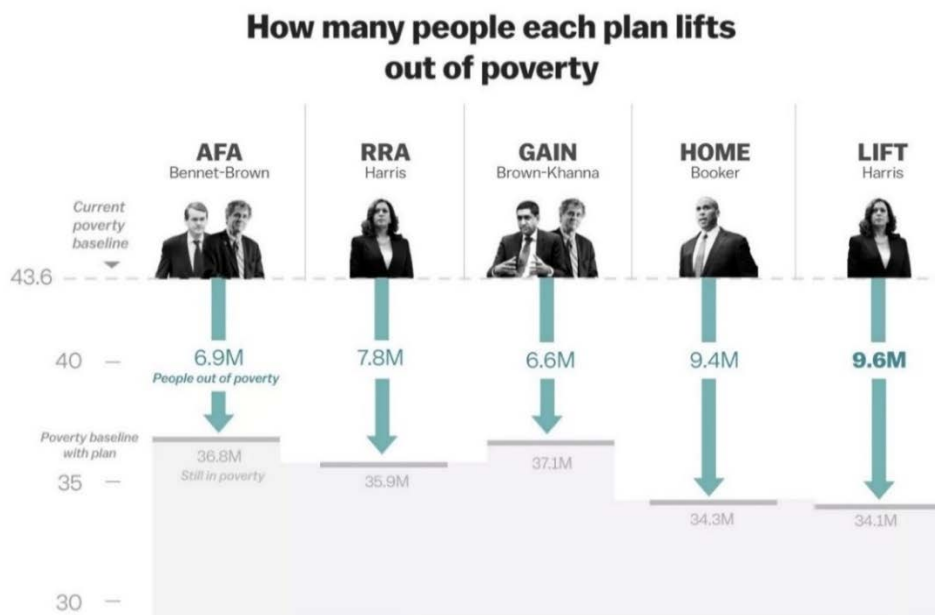 How many people each plan lifts
out of poverty
AFA
Bennet-Brown
RRA
Harris
GAIN
Brown-Khanna
HOME
Booker
LIFT
Harris
Current
poverty
baseline
43.6
40
6.9M
People out of poverty
7.8M
6.6M
9.4M
9.6M
Poverty baseline
with plan
36.8M
Still in poverty
35.9M
37.1M
34.3M
34.1M
35
30